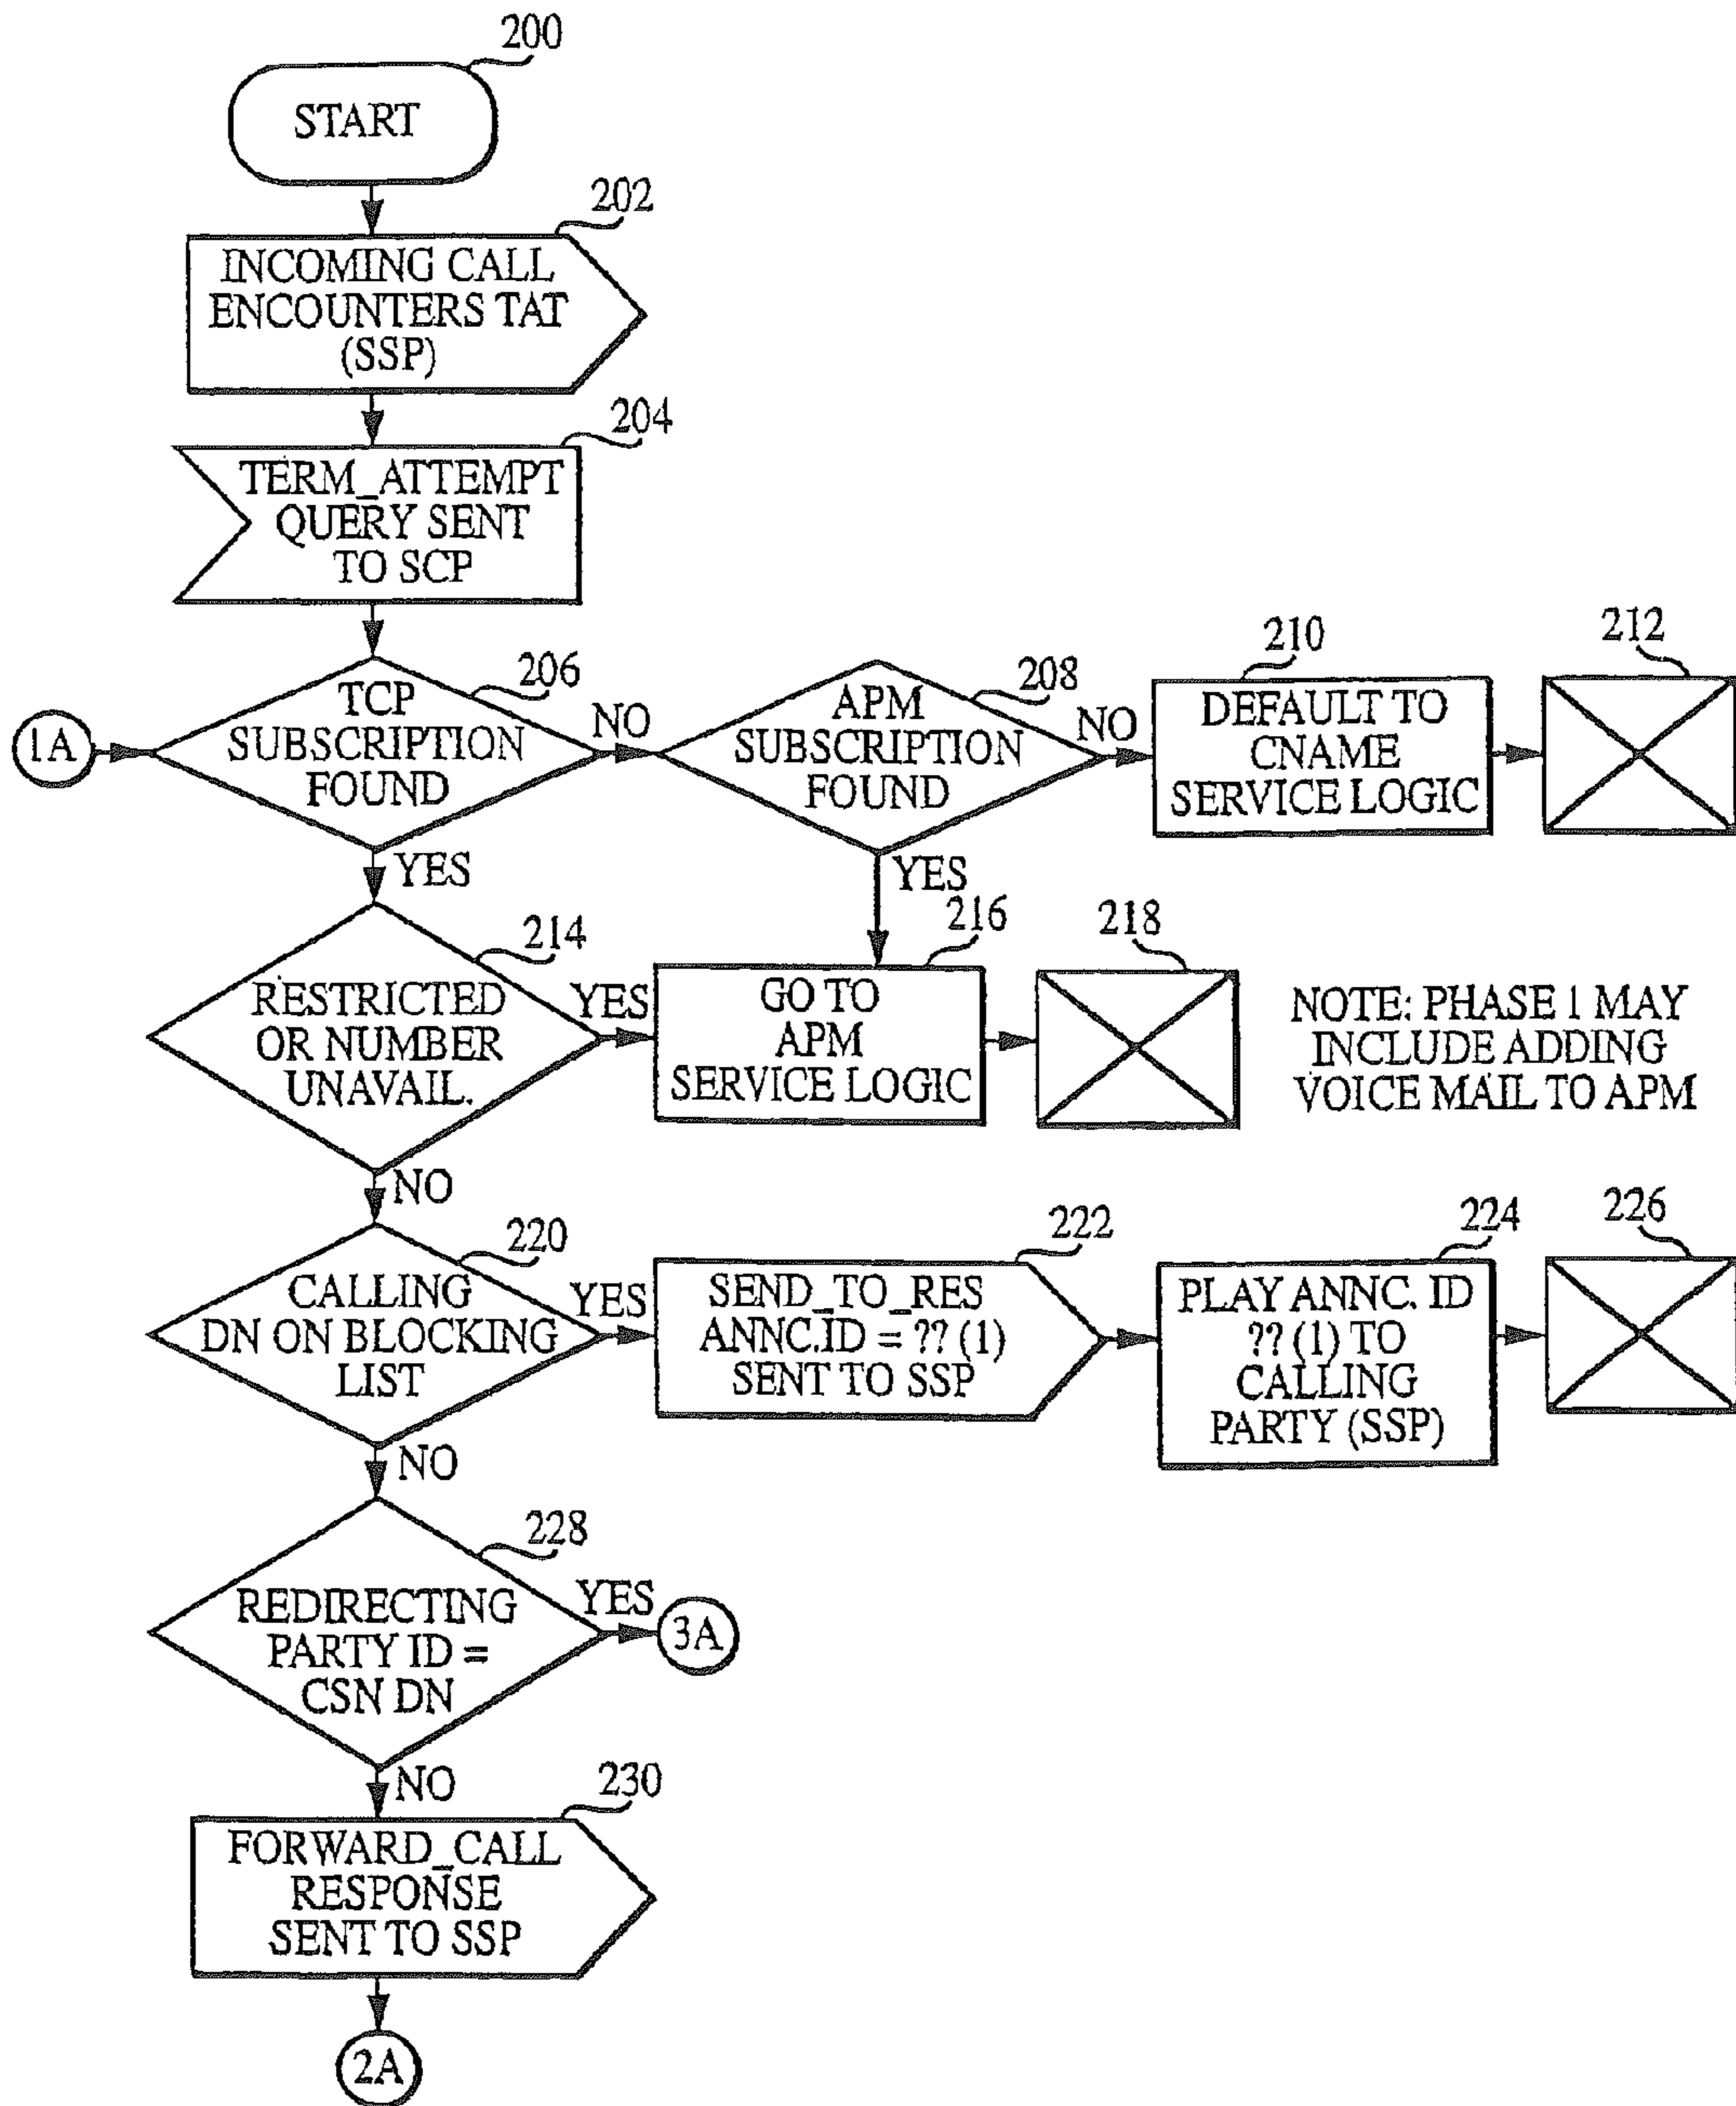 200
START
202
INCOMING CALL
ENCOUNTERS TAT
(SSP)
204
TERM_ATTEMPT
QUERY SENT
TO SCP
1A
206
TCP
SUBSCRIPTION
FOUND
NO
YES
208
APM
SUBSCRIPTION
FOUND
NO
YES
210
DEFAULT TO
CNAME
SERVICE LOGIC
212
214
RESTRICTED
OR NUMBER
UNAVAIL.
YES
NO
216
GO TO
APM
SERVICE LOGIC
218
NOTE: PHASE 1 MAY
INCLUDE ADDING
VOICE MAIL TO APM
220
CALLING
DN ON BLOCKING
LIST
YES
NO
222
SEND_TO_RES
ANNC.ID = ?? (1)
SENT TO SSP
224
PLAY ANNC. ID
?? (1) TO
CALLING
PARTY (SSP)
226
228
REDIRECTING
PARTY ID =
CSN DN
YES
3A
NO
230
FORWARD_CALL
RESPONSE
SENT TO SSP
2A